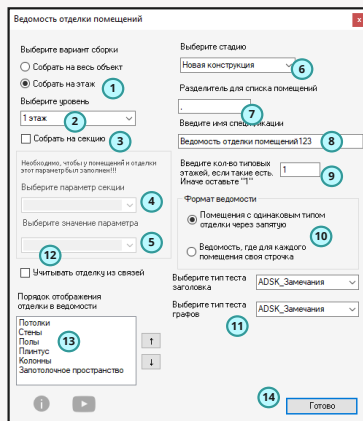 Ведомость отделки помещений
x
Выберите вариант сборки
Собрать на весь объект
Собрать на этаж
1
Выберите уровень
1 этаж
2
Собрать на секцию
3
Необходимо, чтобы у помещений и отделки
этот параметр был заполнен!!!
Выберите параметр секции
4
Выберите значение параметра
5
12
Учитывать отделку из связей
Порядок отображения
отделки в ведомости
Потолки
Стены
Полы
Плинтус
Колонны
Запотолочное пространство
13
↑
↓
i
Выберите стадию
Новая конструкция
6
Разделитель для списка помещений
,
7
Введите имя спецификации
Ведомость отделки помещений123
8
Введите кол-во типовых
этажей, если такие есть.
Иначе оставьте "1"
1
9
Формат ведомости
Помещения с одинаковым типом
отделки через запятую
10
Ведомость, где для каждого
помещения своя строчка
Выберите тип теста
заголовка
ADSK_Замечания
Выберите тип теста
графов
ADSK_Замечания
11
14
Готово